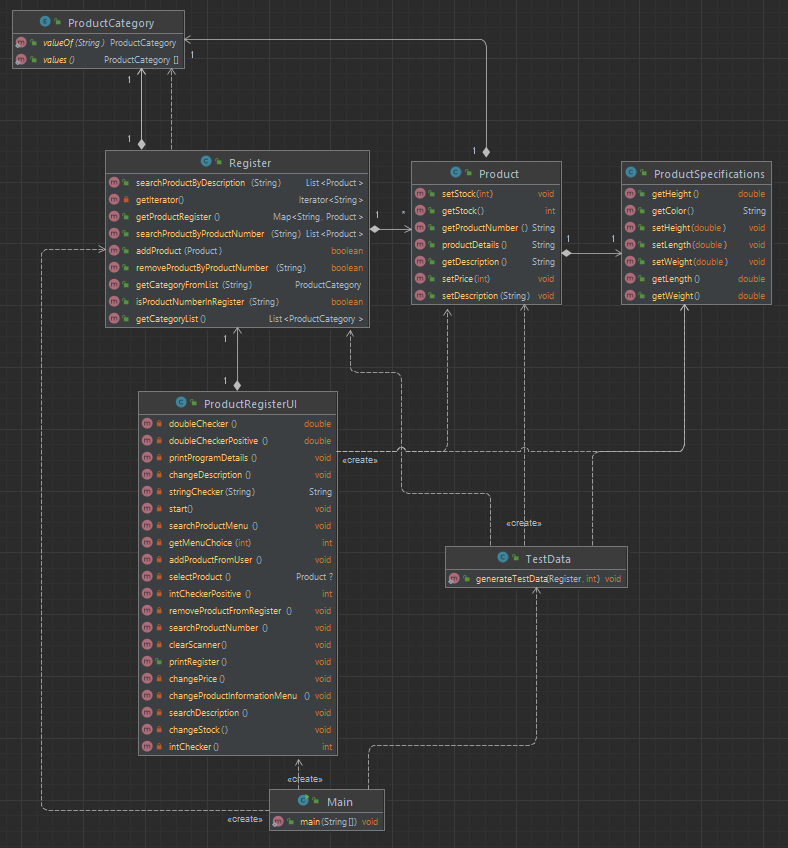 ProductCategory
valueOf(String) ProductCategory
values() ProductCategory []
1
1
1
1
Register
searchProductByDescription (String) List<Product>
getIterator() Iterator<String>
getProductRegister () Map<String, Product>
searchProductByProductNumber (String) List<Product>
addProduct (Product) boolean
removeProductByProductNumber (String) boolean
getCategoryFromList (String) ProductCategory
isProductNumberInRegister (String) boolean
getCategoryList () List<ProductCategory>
1
*
Product
setStock(int) void
getStock() int
getProductNumber () String
productDetails () String
getDescription () String
setPrice(int) void
setDescription (String) void
1
1
ProductSpecifications
getHeight() double
getColor() String
setHeight(double) void
setLength(double) void
setWeight(double) void
getLength() double
getWeight() double
1
1
ProductRegisterUI
doubleChecker () double
doubleCheckerPositive () double
printProgramDetails () void
changeDescription () void
stringChecker (String) String
start() void
searchProductMenu () void
getMenuChoice (int) int
addProductFromUser () void
selectProduct () Product ?
intCheckerPositive () int
removeProductFromRegister () void
searchProductNumber () void
clearScanner() void
printRegister() void
changePrice() void
changeProductInformationMenu () void
searchDescription () void
changeStock() void
intChecker() int
«create»
«create»
TestData
generateTestData(Register, int) void
«create»
«create»
Main
main(String[]) void